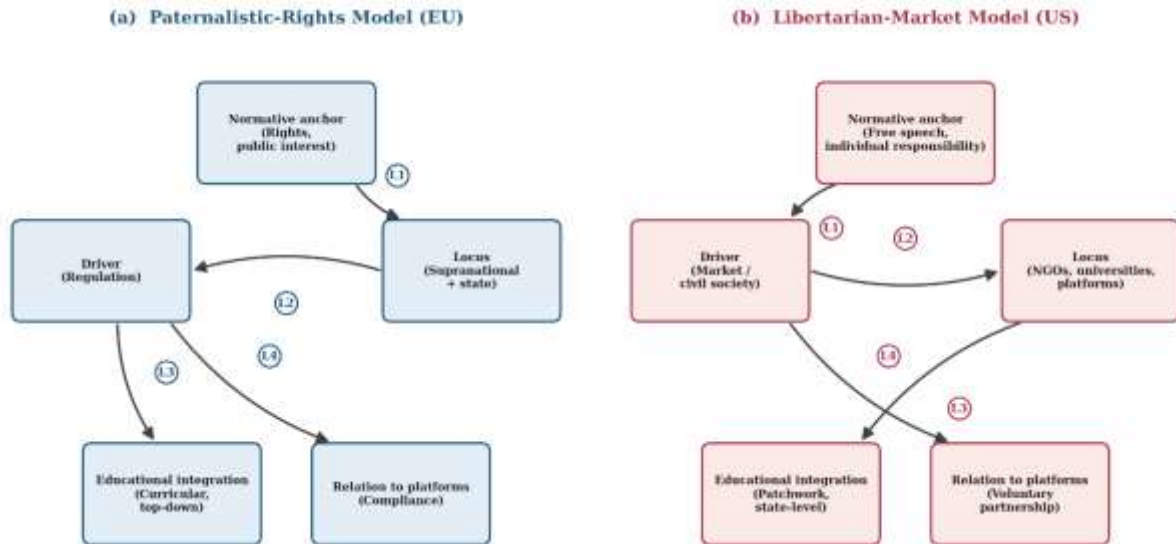 (a) Paternalistic-Rights Model (EU)
Normative anchor
(Rights,
public interest)
L1
Driver
(Regulation)
Locus
(Supranational
+ state)
L2
L4
L3
Educational integration
(Curricular,
top-down)
Relation to platforms
(Compliance)
(b) Libertarian-Market Model (US)
Normative anchor
(Free speech,
individual responsibility)
L1
L2
Driver
(Market /
civil society)
Locus
(NGOs, universities,
platforms)
L4
L3
Educational integration
(Patchwork,
state-level)
Relation to platforms
(Voluntary
partnership)